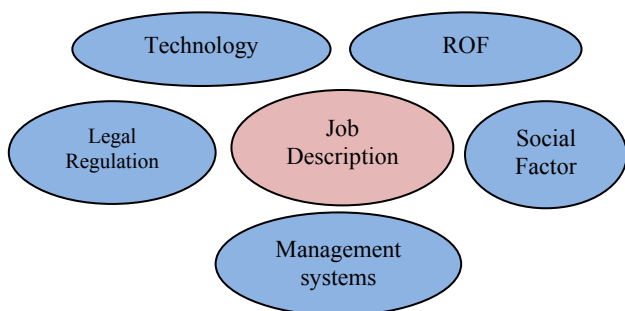 Technology
ROF
Legal
Regulation
Job
Description
Social
Factor
Management
systems